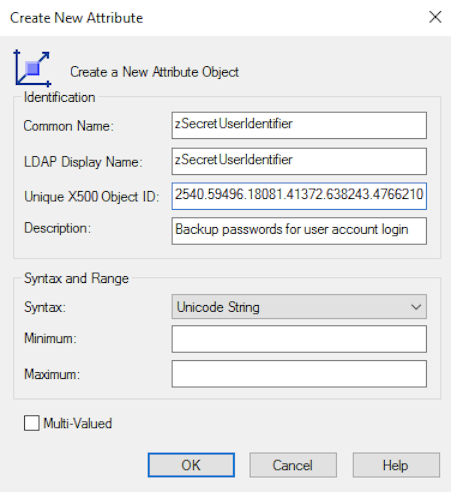 Create New Attribute
Create a New Attribute Object
Identification
Common Name: zSecretUserIdentifier
LDAP Display Name: zSecretUserIdentifier
Unique X500 Object ID: 2540.59496.18081.41372.638243.4766210
Description: Backup passwords for user account login
Syntax and Range
Syntax: Unicode String
Minimum:
Maximum:
Multi-Valued
OK Cancel Help